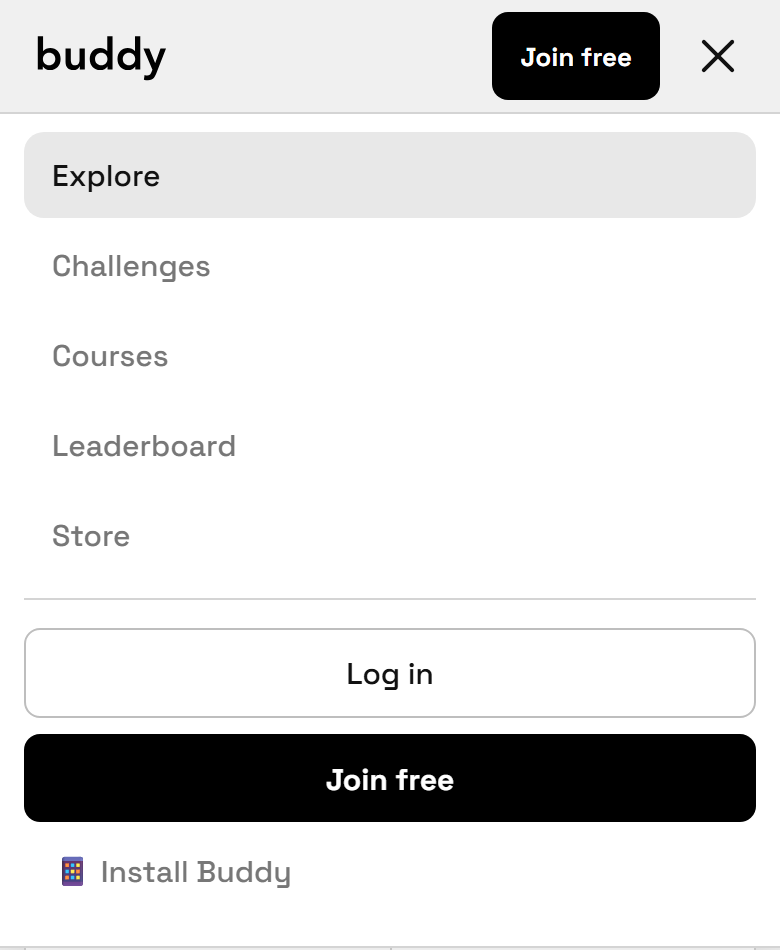 buddy
Join free
Explore
Challenges
Courses
Leaderboard
Store
Log in
Join free
Install Buddy